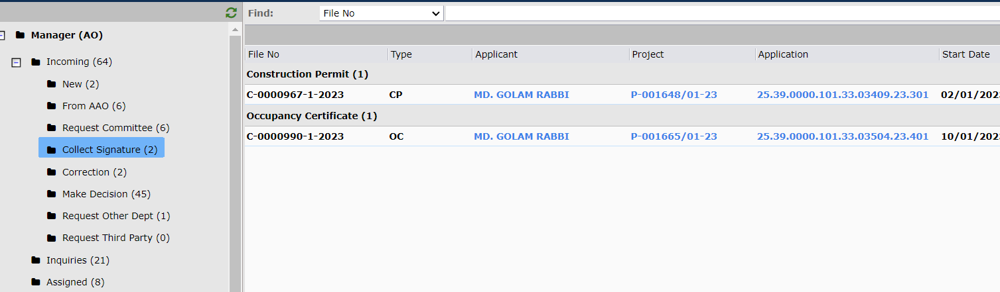 Find: File No
Manager (AO)
Incoming (64)
New (2)
From AAO (6)
Request Committee (6)
Collect Signature (2)
Correction (2)
Make Decision (45)
Request Other Dept (1)
Request Third Party (0)
Inquiries (21)
Assigned (8)
File No Type Applicant Project Application Start Date
Construction Permit (1)
C-0000967-1-2023 CP MD. GOLAM RABBI P-001648/01-23 25.39.0000.101.33.03409.23.301 02/01/202
Occupancy Certificate (1)
C-0000990-1-2023 OC MD. GOLAM RABBI P-001665/01-23 25.39.0000.101.33.03504.23.401 10/01/202